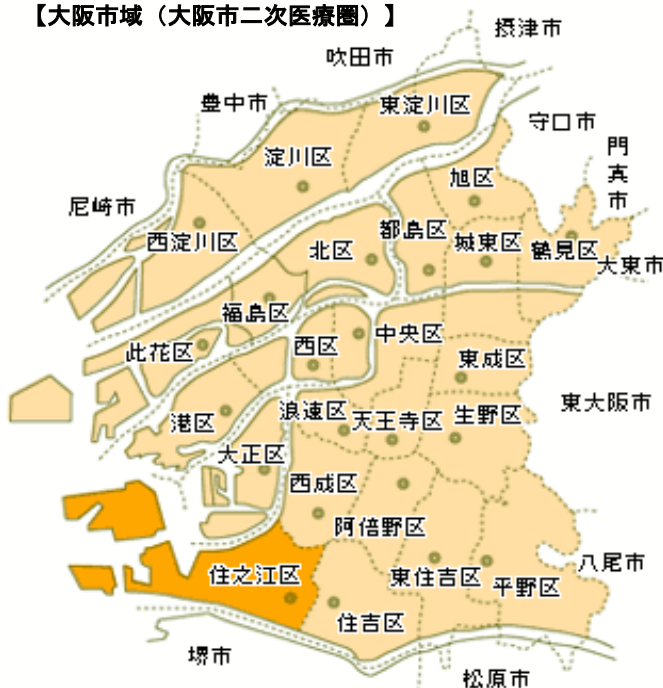 【大阪市域（大阪市二次医療圏）】
摂津市
吹田市
豊中市
東淀川区
守口市
淀川区
門真市
旭区
尼崎市
西淀川区
北区
都島区
城東区
鶴見区
大東市
福島区
此花区
西区
中央区
東成区
東大阪市
港区
浪速区
天王寺区
生野区
大正区
西成区
阿倍野区
住之江区
東住吉区
平野区
八尾市
住吉区
堺市
松原市